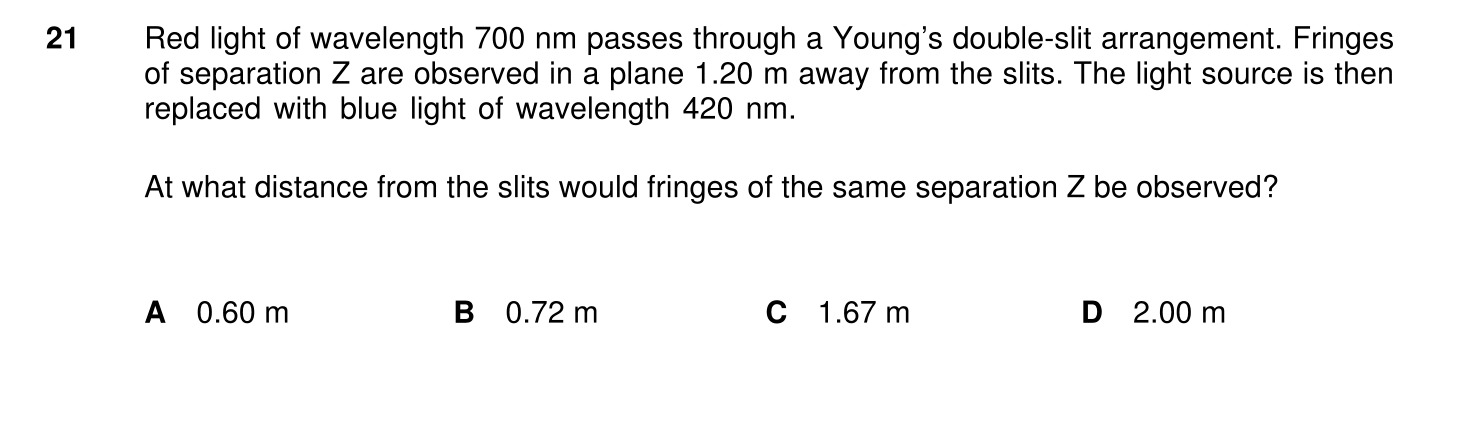 21 Red light of wavelength 700 nm passes through a Young's double-slit arrangement. Fringes
of separation Z are observed in a plane 1.20 m away from the slits. The light source is then
replaced with blue light of wavelength 420 nm.
At what distance from the slits would fringes of the same separation Z be observed?
A 0.60 m B 0.72 m C 1.67 m D 2.00 m